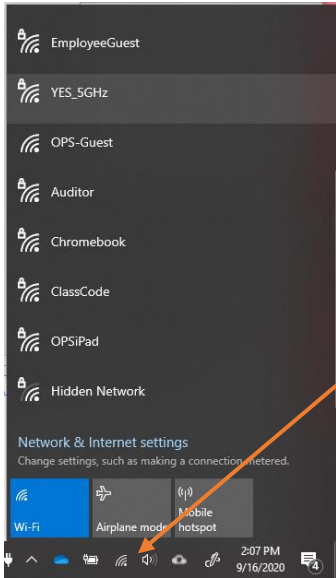 EmployeeGuest
YES_5GHz
OPS-Guest
Auditor
Chromebook
ClassCode
OPSiPad
Hidden Network
Network & Internet settings
Change settings, such as making a connection metered.
Mobile
Wi-Fi Airplane mode hotspot
2:07 PM
9/16/2020
4